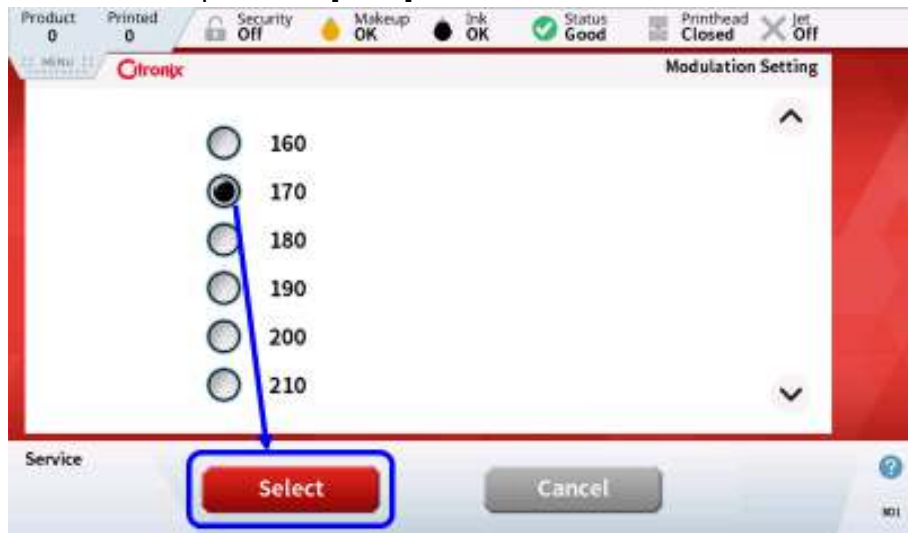 Product Printed Security Makeup Ink Status Printhead Jet
0 0 Off OK OK Good Closed Off
MENU Citronix Modulation Setting
160
170
180
190
200
210
Service
Select Cancel